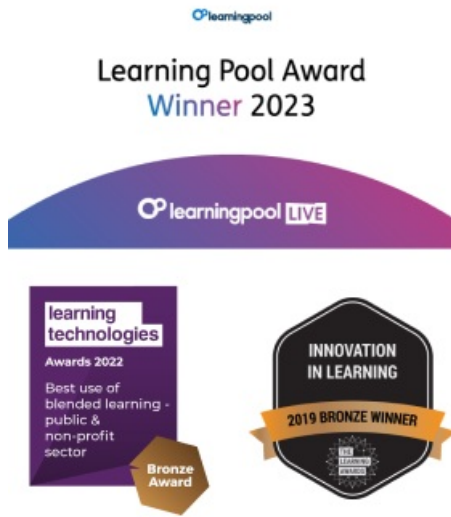 learningpool
Learning Pool Award
Winner 2023
learningpool LIVE
learning
technologies
Awards 2022
Best use of
blended learning -
public &
non-profit
sector
Bronze
Award
INNOVATION
IN LEARNING
2019 BRONZE WINNER
THE
LEARNING
AWARDS